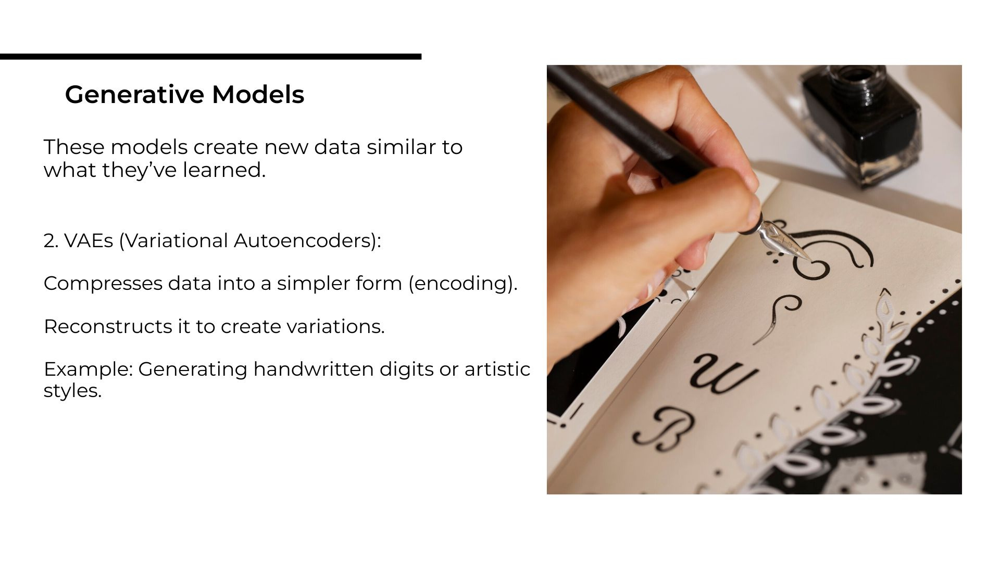 Generative Models
These models create new data similar to
what they’ve learned.
2. VAEs (Variational Autoencoders):
Compresses data into a simpler form (encoding).
Reconstructs it to create variations.
Example: Generating handwritten digits or artistic
styles.
W
B